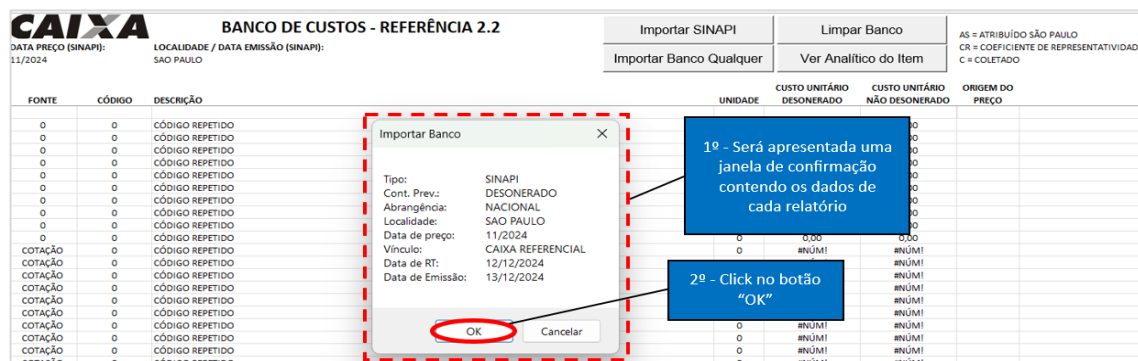 CAIXA
BANCO DE CUSTOS - REFERÊNCIA 2.2
Importar SINAPI
Limpar Banco
Importar Banco Qualquer
Ver Analítico do Item
AS = ATRIBUÍDO SÃO PAULO
CR = COEFICIENTE DE REPRESENTATIVIDAD
C = COLETADO
DATA PREÇO (SINAPI):
LOCALIDADE / DATA EMISSÃO (SINAPI):
11/2024
SAO PAULO
FONTE CÓDIGO DESCRIÇÃO UNIDADE CUSTO UNITÁRIO DESONERADO CUSTO UNITÁRIO NÃO DESONERADO ORIGEM DO PREÇO
0 0 CÓDIGO REPETIDO
0 0 CÓDIGO REPETIDO
0 0 CÓDIGO REPETIDO
0 0 CÓDIGO REPETIDO
0 0 CÓDIGO REPETIDO
0 0 CÓDIGO REPETIDO
0 0 CÓDIGO REPETIDO
0 0 CÓDIGO REPETIDO
0 0 CÓDIGO REPETIDO
0 0 CÓDIGO REPETIDO 0 0,00 0,00
COTAÇÃO 0 CÓDIGO REPETIDO 0 #NÚM! #NÚM!
COTAÇÃO 0 CÓDIGO REPETIDO #NÚM!
COTAÇÃO 0 CÓDIGO REPETIDO #NÚM!
COTAÇÃO 0 CÓDIGO REPETIDO #NÚM!
COTAÇÃO 0 CÓDIGO REPETIDO #NÚM!
COTAÇÃO 0 CÓDIGO REPETIDO #NÚM!
COTAÇÃO 0 CÓDIGO REPETIDO 0 #NÚM! #NÚM!
COTAÇÃO 0 CÓDIGO REPETIDO 0 #NÚM! #NÚM!
COTAÇÃO 0 CÓDIGO REPETIDO 0 #NÚM! #NÚM!
Importar Banco
Tipo: SINAPI
Cont. Prev.: DESONERADO
Abrangência: NACIONAL
Localidade: SAO PAULO
Data de preço: 11/2024
Vínculo: CAIXA REFERENCIAL
Data de RT: 12/12/2024
Data de Emissão: 13/12/2024
OK
Cancelar
1º - Será apresentada uma
janela de confirmação
contendo os dados de
cada relatório
2º - Click no botão
“OK”